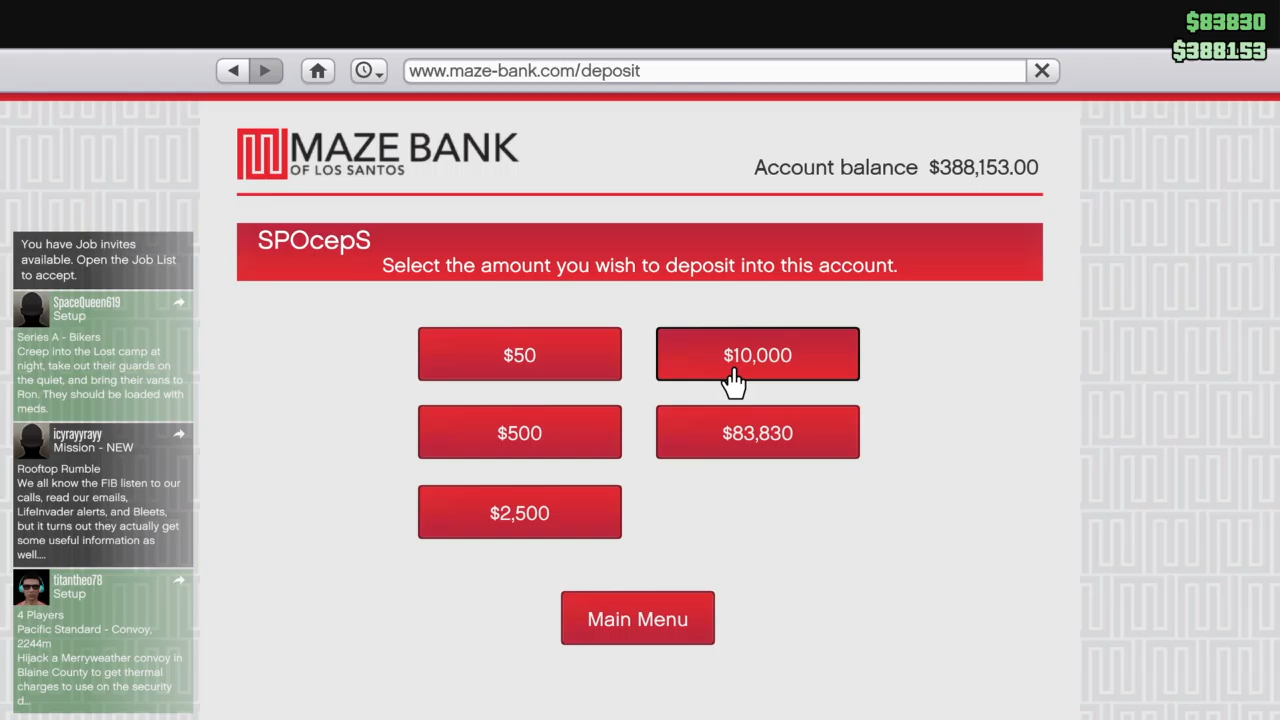 $83830
$388153
www.maze-bank.com/deposit
MAZE BANK
OF LOS SANTOS
Account balance $388,153.00
SPOcepS
Select the amount you wish to deposit into this account.
$50
$10,000
$500
$83,830
$2,500
Main Menu
You have Job invites
available. Open the Job List
to accept.
SpaceQueen619
Setup
Series A - Bikers
Creep into the Lost camp at
night, take out their guards on
the quiet, and bring their vans to
Ron. They should be loaded with
meds.
icyrayrayy
Mission - NEW
Rooftop Rumble
We all know the FIB listen to our
calls, read our emails,
LifeInvader alerts, and Bleets,
but it turns out they actually get
some useful information as
well....
titantheo78
Setup
4 Players
Pacific Standard - Convoy,
2244m
Hijack a Merryweather convoy in
Blaine County to get thermal
charges to use on the security
d...